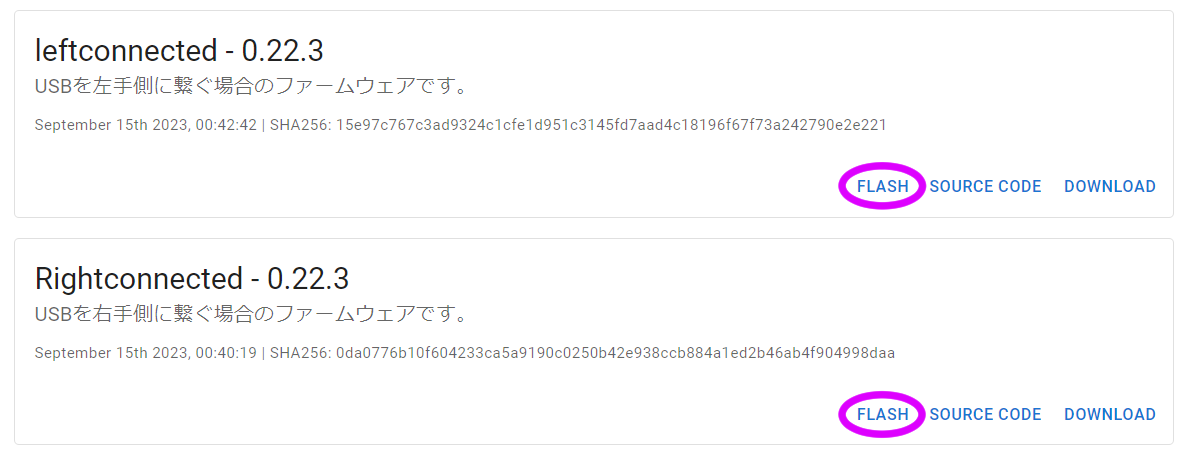 leftconnected - 0.22.3
USBを左手側に繋ぐ場合のファームウェアです。
September 15th 2023, 00:42:42 | SHA256: 15e97c767c3ad9324c1cfe1d951c3145fd7aad4c18196f67f73a242790e2e221
FLASH SOURCE CODE DOWNLOAD
Rightconnected - 0.22.3
USBを右手側に繋ぐ場合のファームウェアです。
September 15th 2023, 00:40:19 | SHA256: 0da0776b10f604233ca5a9190c0250b42e938ccb884a1ed2b46ab4f904998daa
FLASH SOURCE CODE DOWNLOAD